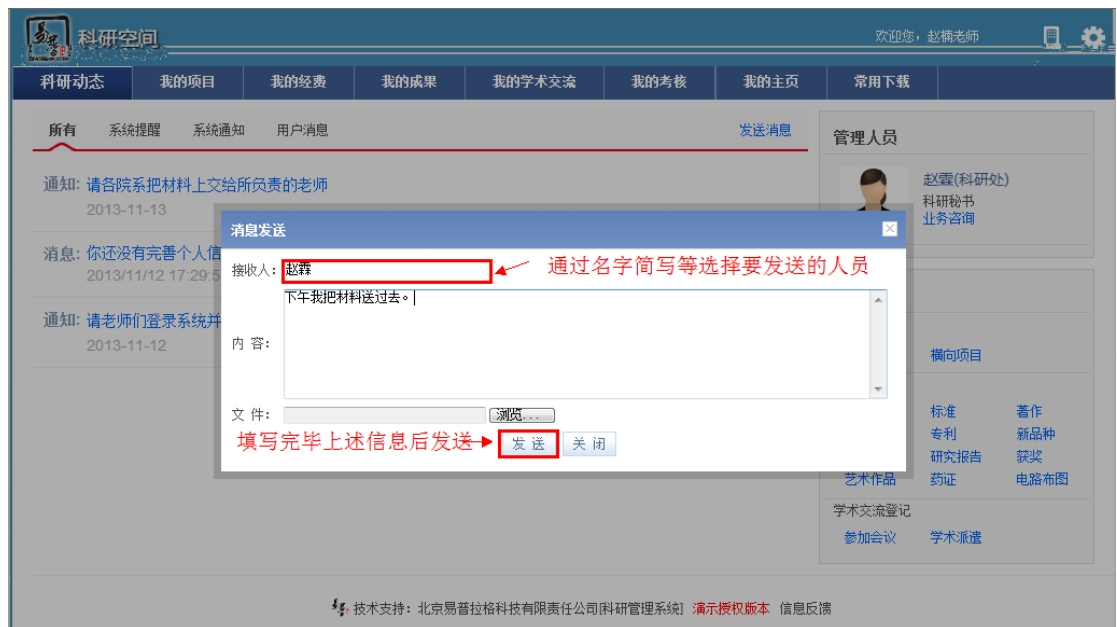 易普 科研空间
欢迎您，赵楠老师
科研动态 我的项目 我的经费 我的成果 我的学术交流 我的考核 我的主页 常用下载
所有 系统提醒 系统通知 用户消息 发送消息
管理人员
通知: 请各院系把材料上交给所负责的老师
2013-11-13
赵霖(科研处)
科研秘书
业务咨询
消息发送
消息: 你还没有完善个人信
2013/11/12 17:29:5
接收人: 赵霖
通过名字简写等选择要发送的人员
下午我把材料送过去。
通知: 请老师们登录系统并
2013-11-12
内 容:
横向项目
文 件: 浏览...
标准 著作
填写完毕上述信息后发送
发 送 关 闭
专利 新品种
研究报告 获奖
艺术作品 药证 电路布图
学术交流登记
参加会议 学术派遣
技术支持：北京易普拉格科技有限责任公司[科研管理系统] 演示授权版本 信息反馈